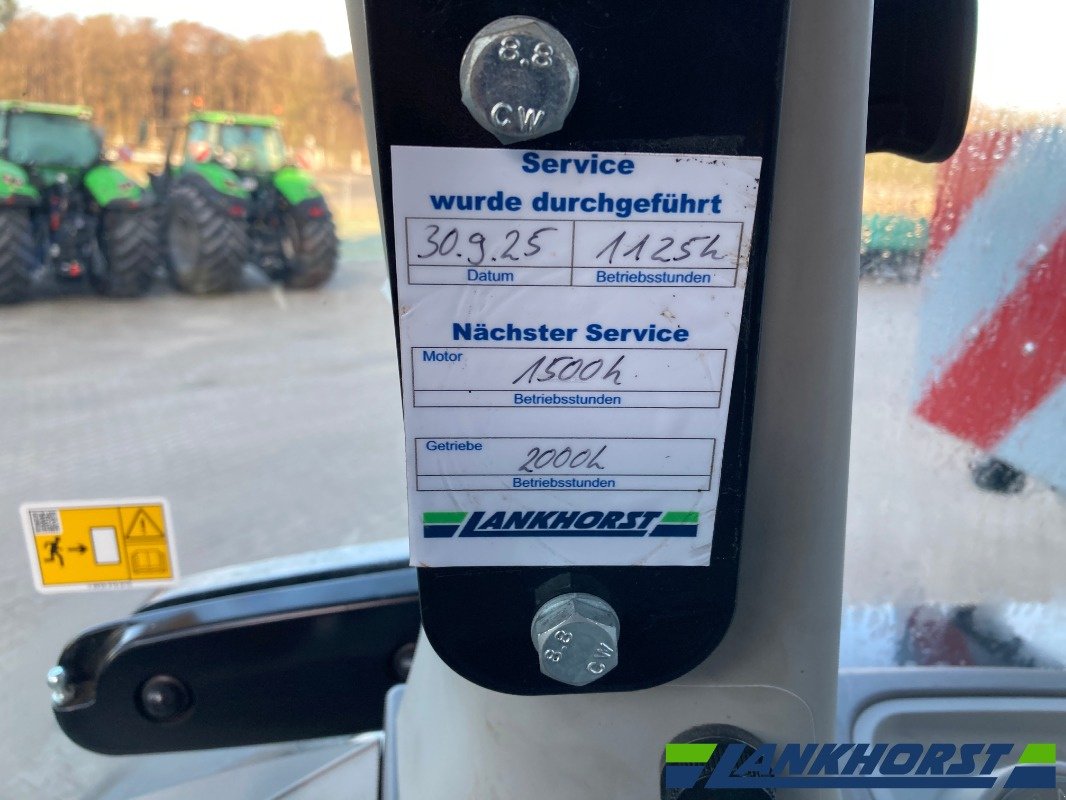 8.8
CW
Service
wurde durchgeführt
30.9.25 1125h
Datum Betriebsstunden
Nächster Service
Motor
1500h
Betriebsstunden
Getriebe
2000h
Betriebsstunden
LANKHORST
8.8
CW
LANKHORST